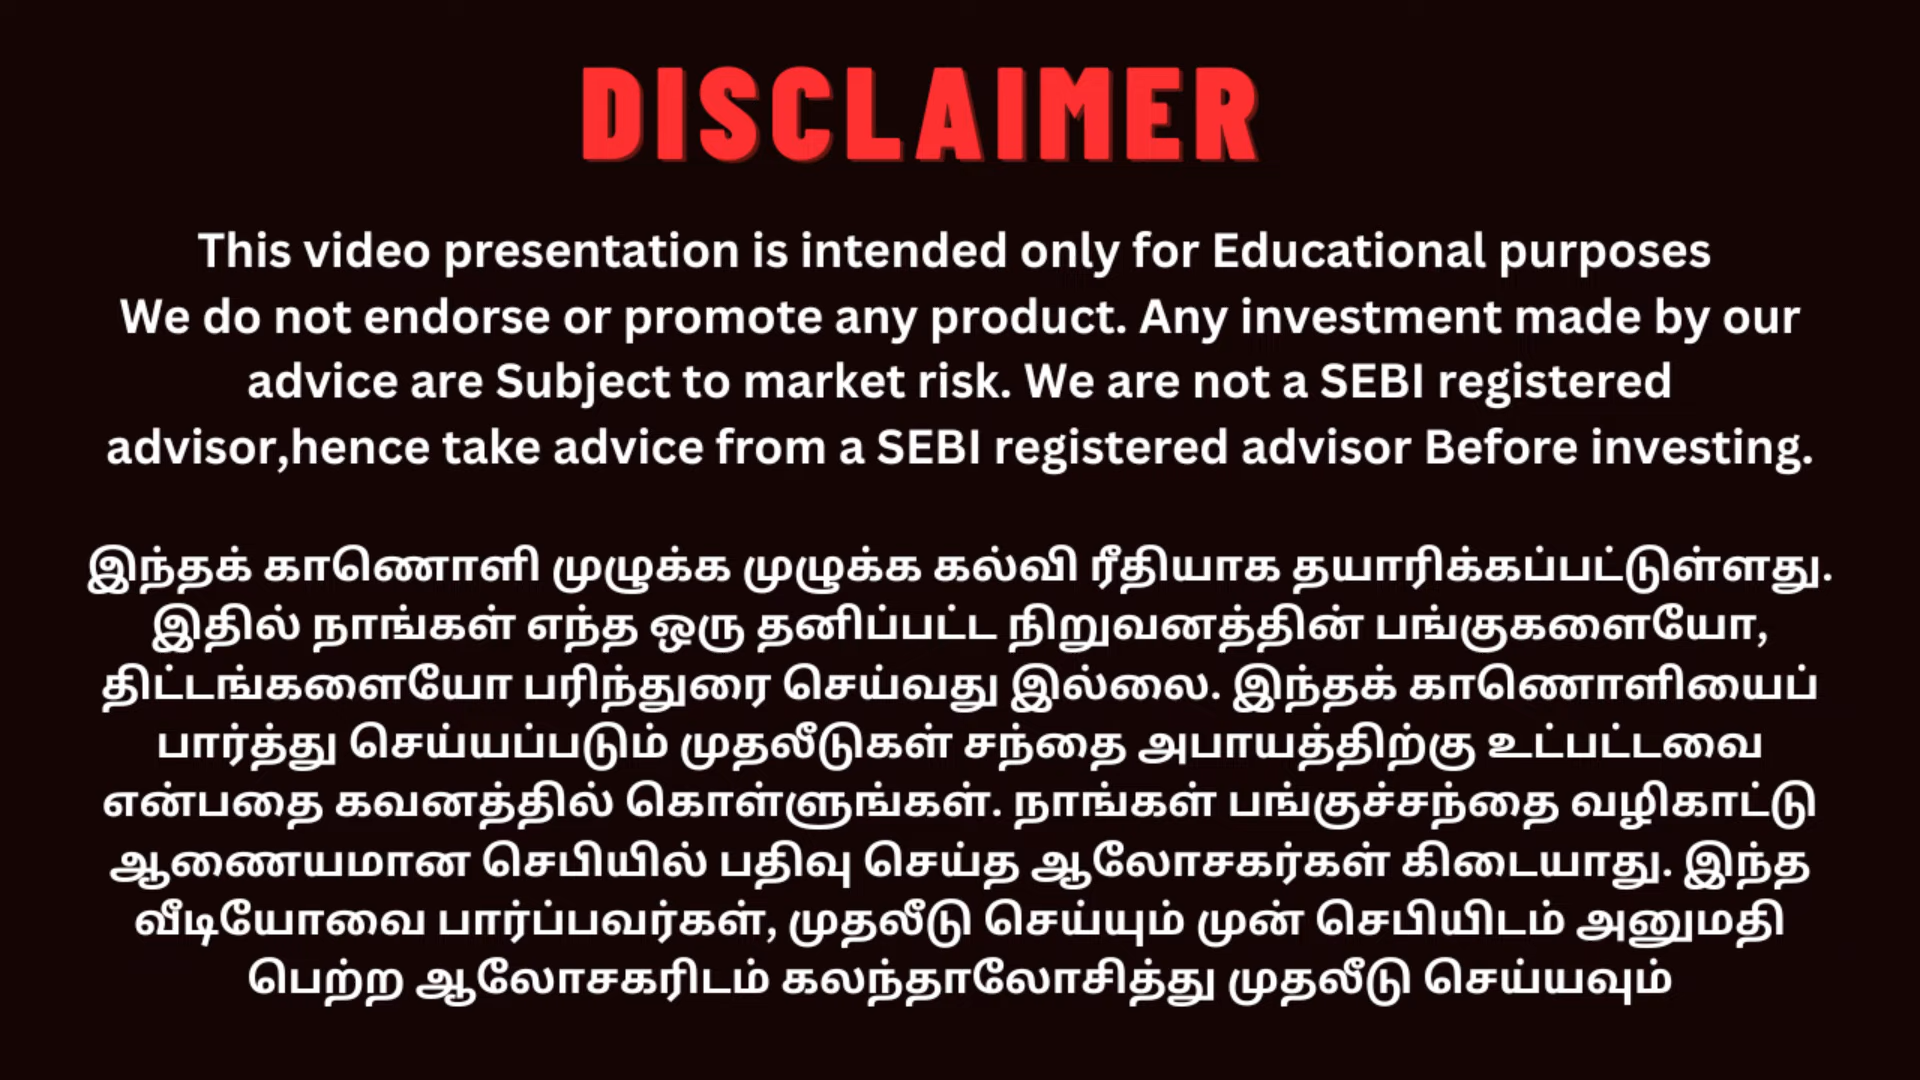 DISCLAIMER
This video presentation is intended only for Educational purposes
We do not endorse or promote any product. Any investment made by our
advice are Subject to market risk. We are not a SEBI registered
advisor,hence take advice from a SEBI registered advisor Before investing.
இந்தக் காணொளி முழுக்க முழுக்க கல்வி ரீதியாக தயாரிக்கப்பட்டுள்ளது.
இதில் நாங்கள் எந்த ஒரு தனிப்பட்ட நிறுவனத்தின் பங்குகளையோ,
திட்டங்களையோ பரிந்துரை செய்வது இல்லை. இந்தக் காணொளியைப்
பார்த்து செய்யப்படும் முதலீடுகள் சந்தை அபாயத்திற்கு உட்பட்டவை
என்பதை கவனத்தில் கொள்ளுங்கள். நாங்கள் பங்குச்சந்தை வழிகாட்டு
ஆணையமான செபியில் பதிவு செய்த ஆலோசகர்கள் கிடையாது. இந்த
வீடியோவை பார்ப்பவர்கள், முதலீடு செய்யும் முன் செபியிடம் அனுமதி
பெற்ற ஆலோசகரிடம் கலந்தாலோசித்து முதலீடு செய்யவும்